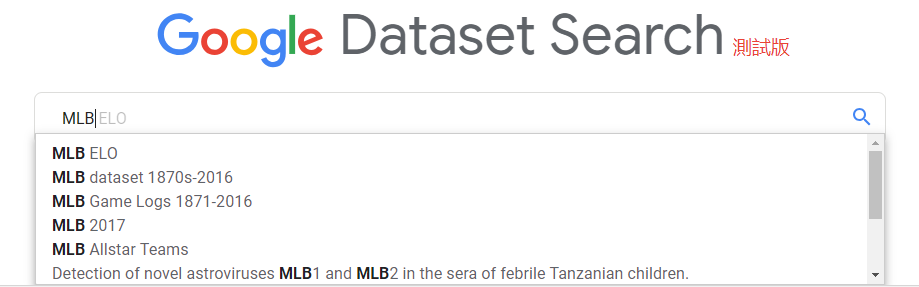 Google Dataset Search 測試版
MLB ELO
MLB ELO
MLB dataset 1870s-2016
MLB Game Logs 1871-2016
MLB 2017
MLB Allstar Teams
Detection of novel astroviruses MLB1 and MLB2 in the sera of febrile Tanzanian children.